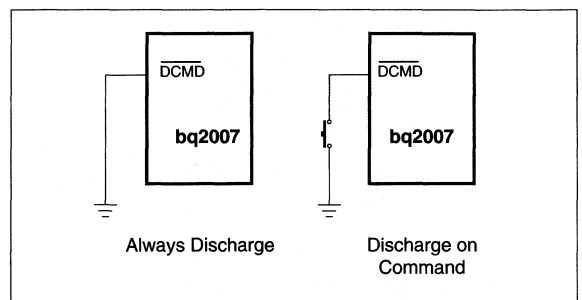 DCMD
DCMD
bq2007
bq2007
Always Discharge
Discharge on
Command